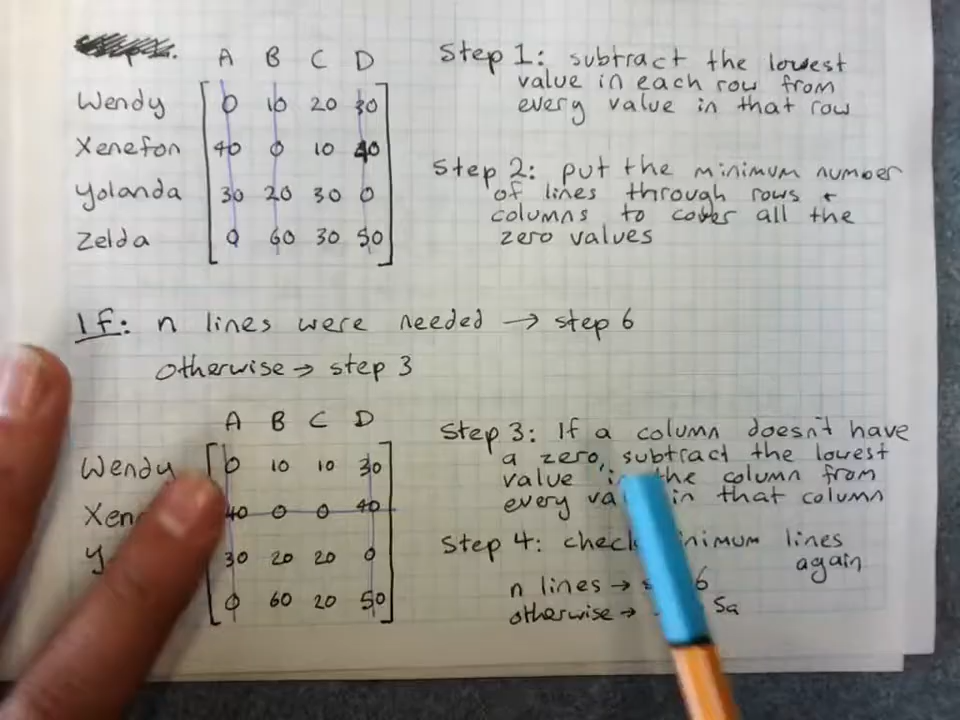 A B C D
Wendy 0 10 20 30
Xenefon 40 0 10 40
Yolanda 30 20 30 0
Zelda 0 60 30 50
Step 1: subtract the lowest
value in each row from
every value in that row
Step 2: put the minimum number
of lines through rows +
columns to cover all the
zero values
If: n lines were needed → step 6
otherwise → step 3
A B C D
Wendy 0 10 10 30
Xen 40 0 0 40
Y 30 20 20 0
0 60 20 50
Step 3: If a column doesn't have
a zero, subtract the lowest
value the column from
every in that column
Step 4: check lines
again
n lines → 6
otherwise → 5a